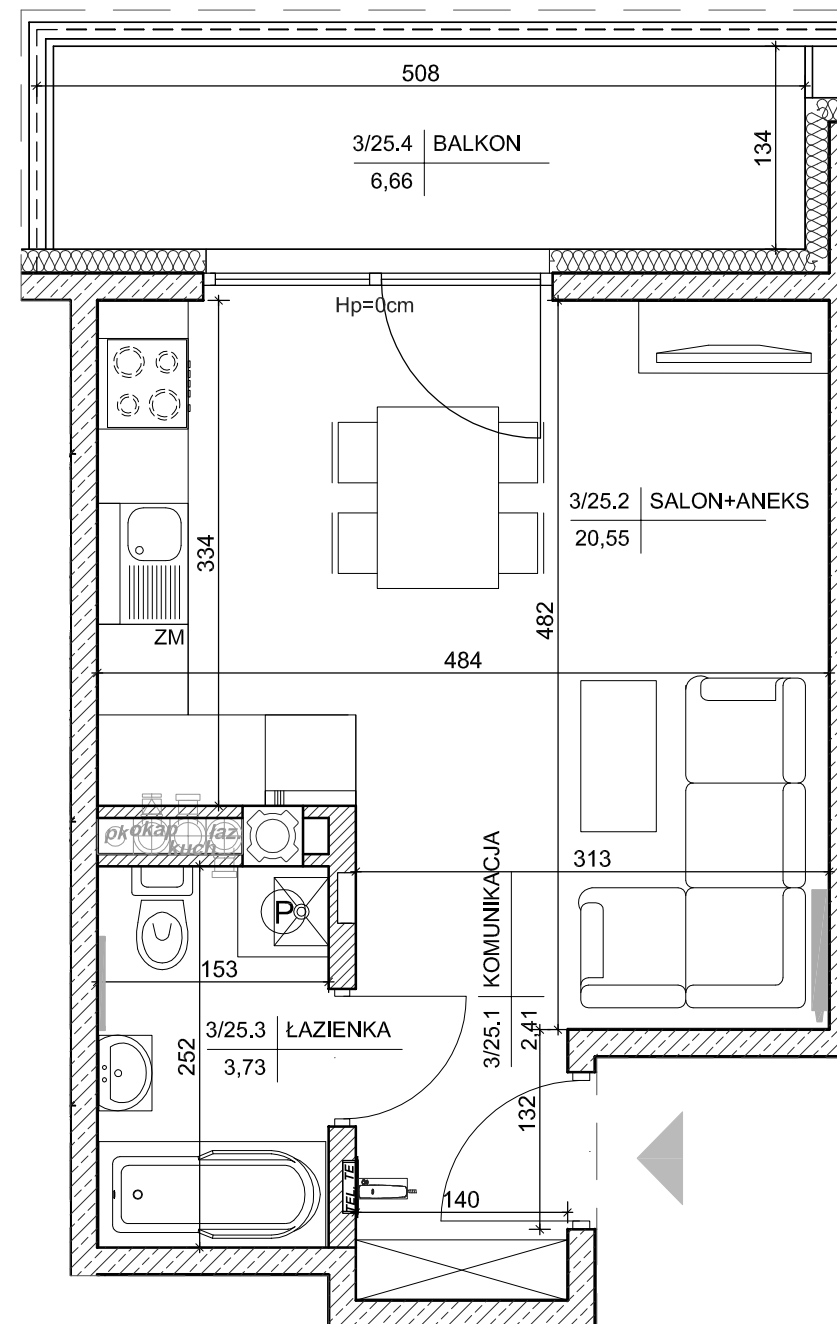 508
134
3/25.4 BALKON
6,66
Hp=0cm
3/25.2 SALON+ANEKS
20,55
334
482
ZM
484
pk okap kuch. łaz.
313
P
3/25.1 KOMUNIKACJA
2,41
153
3/25.3 ŁAZIENKA
3,73
252
132
TEL. TE
140